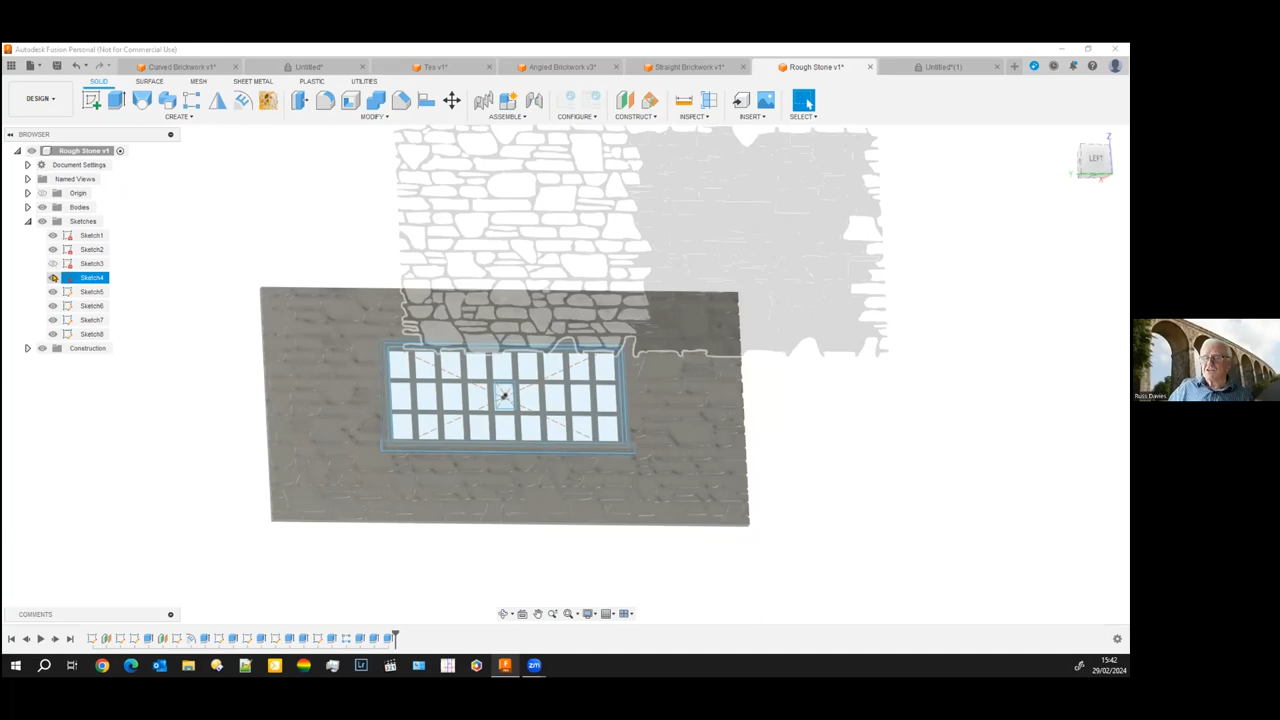 Autodesk Fusion Personal (Not for Commercial Use)
Curved Brickwork v1*
Untitled*
Tes v1*
Angled Brickwork v3*
Straight Brickwork v1*
Rough Stone v1*
Untitled*(1)
SOLID
SURFACE
MESH
SHEET METAL
PLASTIC
UTILITIES
DESIGN
CREATE
MODIFY
ASSEMBLE
CONFIGURE
CONSTRUCT
INSPECT
INSERT
SELECT
BROWSER
Rough Stone v1
Document Settings
Named Views
Origin
Bodies
Sketches
Sketch1
Sketch2
Sketch3
Sketch4
Sketch5
Sketch6
Sketch7
Sketch8
Construction
Z
LEFT
Y
X
Russ Davies
COMMENTS
zm
15:42
29/02/2024